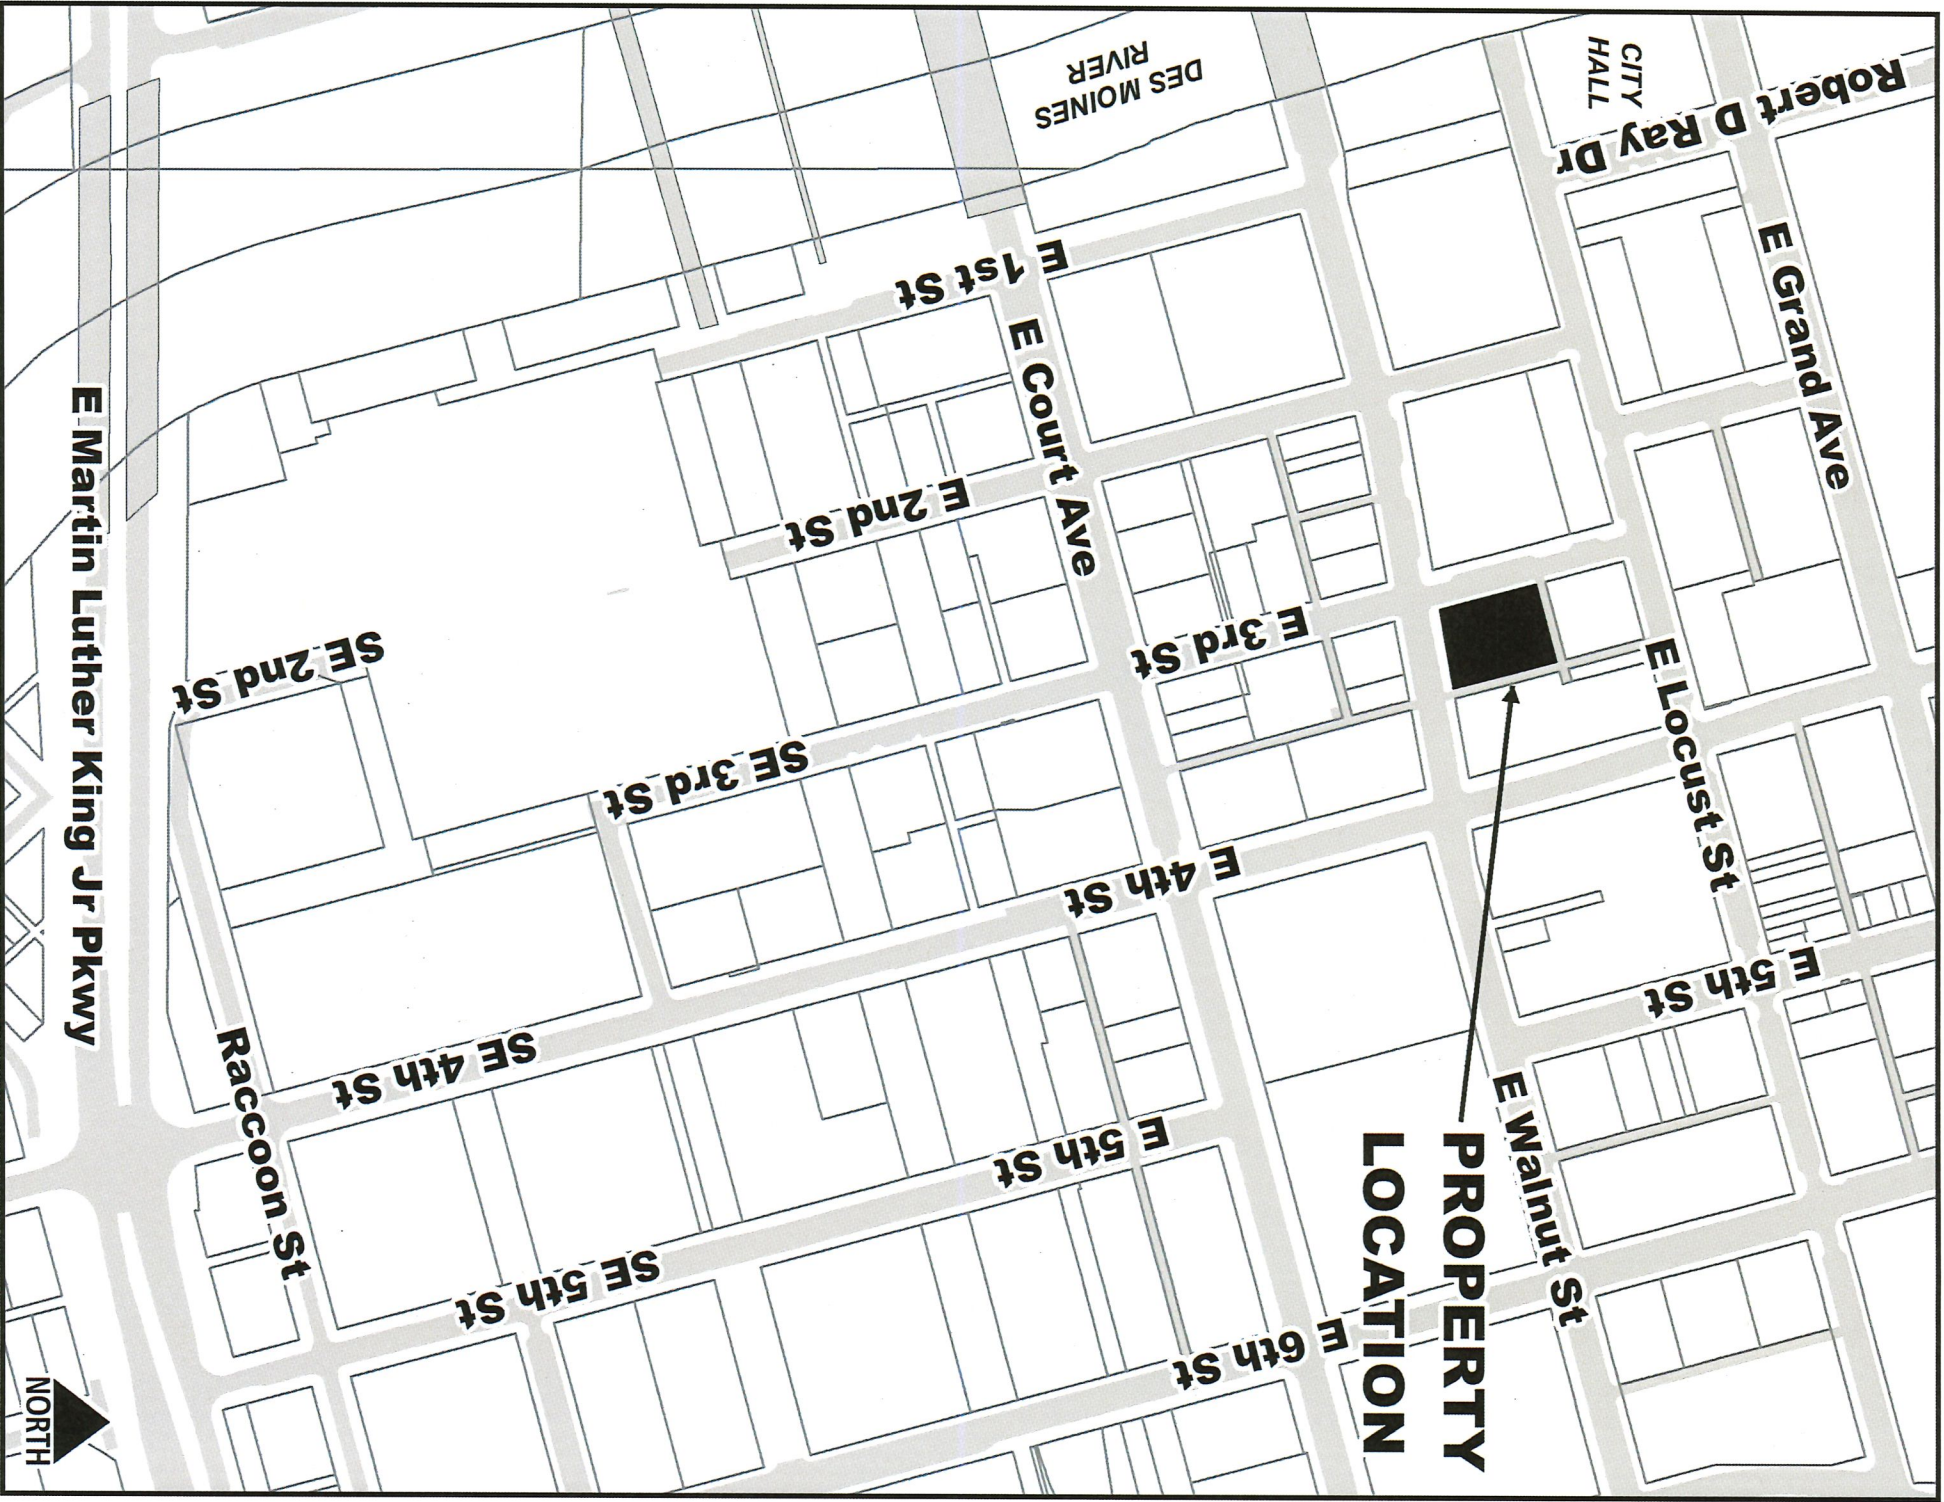 CITY
HALL
Robert D Ray Dr
E Grand Ave
DES MOINES
RIVER
E Locust St
E 5th St
E Walnut St
PROPERTY
LOCATION
E 1st St
E Court Ave
E 2nd St
E 3rd St
E 4th St
E 5th St
E 6th St
SE 2nd St
SE 3rd St
SE 4th St
SE 5th St
Raccoon St
E Martin Luther King Jr Pkwy
NORTH